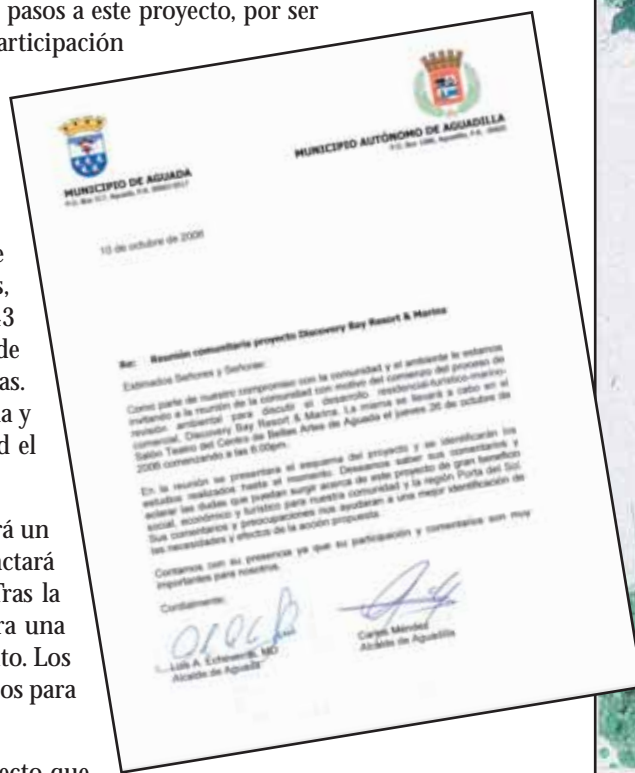 pasos a este proyecto, por ser
articipación
e
s,
3
de
as.
a y
d el
rá un
ctará
Tras la
ra una
to. Los
os para
ecto que
MUNICIPIO DE AGUADA
MUNICIPIO AUTÓNOMO DE AGUADILLA
10 de octubre de 2006
Re: Reunión comunitaria proyecto Discovery Bay Resort & Marina
Estimados Señores y Señoras:
Como parte de nuestro compromiso con la comunidad y el ambiente le estamos
invitando a la reunión de la comunidad con motivo del comienzo del proceso de
revisión ambiental para discutir el desarrollo residencial-turístico-marino-
comercial, Discovery Bay Resort & Marina. La misma se llevará a cabo en el
Salón Teatro del Centro de Bellas Artes de Aguada el jueves 26 de octubre de
2006 comenzando a las 6:00pm.
En la reunión se presentara el esquema del proyecto y se identificarán los
estudios realizados hasta el momento. Deseamos saber sus comentarios y
aclarar las dudas que puedan surgir acerca de este proyecto de gran beneficio
social, económico y turístico para nuestra comunidad y la región Porta del Sol.
Sus comentarios y preocupaciones nos ayudaran a una mejor identificación de
las necesidades y efectos de la acción propuesta.
Contamos con su presencia ya que su participación y comentarios son muy
importantes para nosotros.
Cordialmente,
Luis A. Echevarría, MD
Alcalde de Aguada
Carlos Méndez
Alcalde de Aguadilla